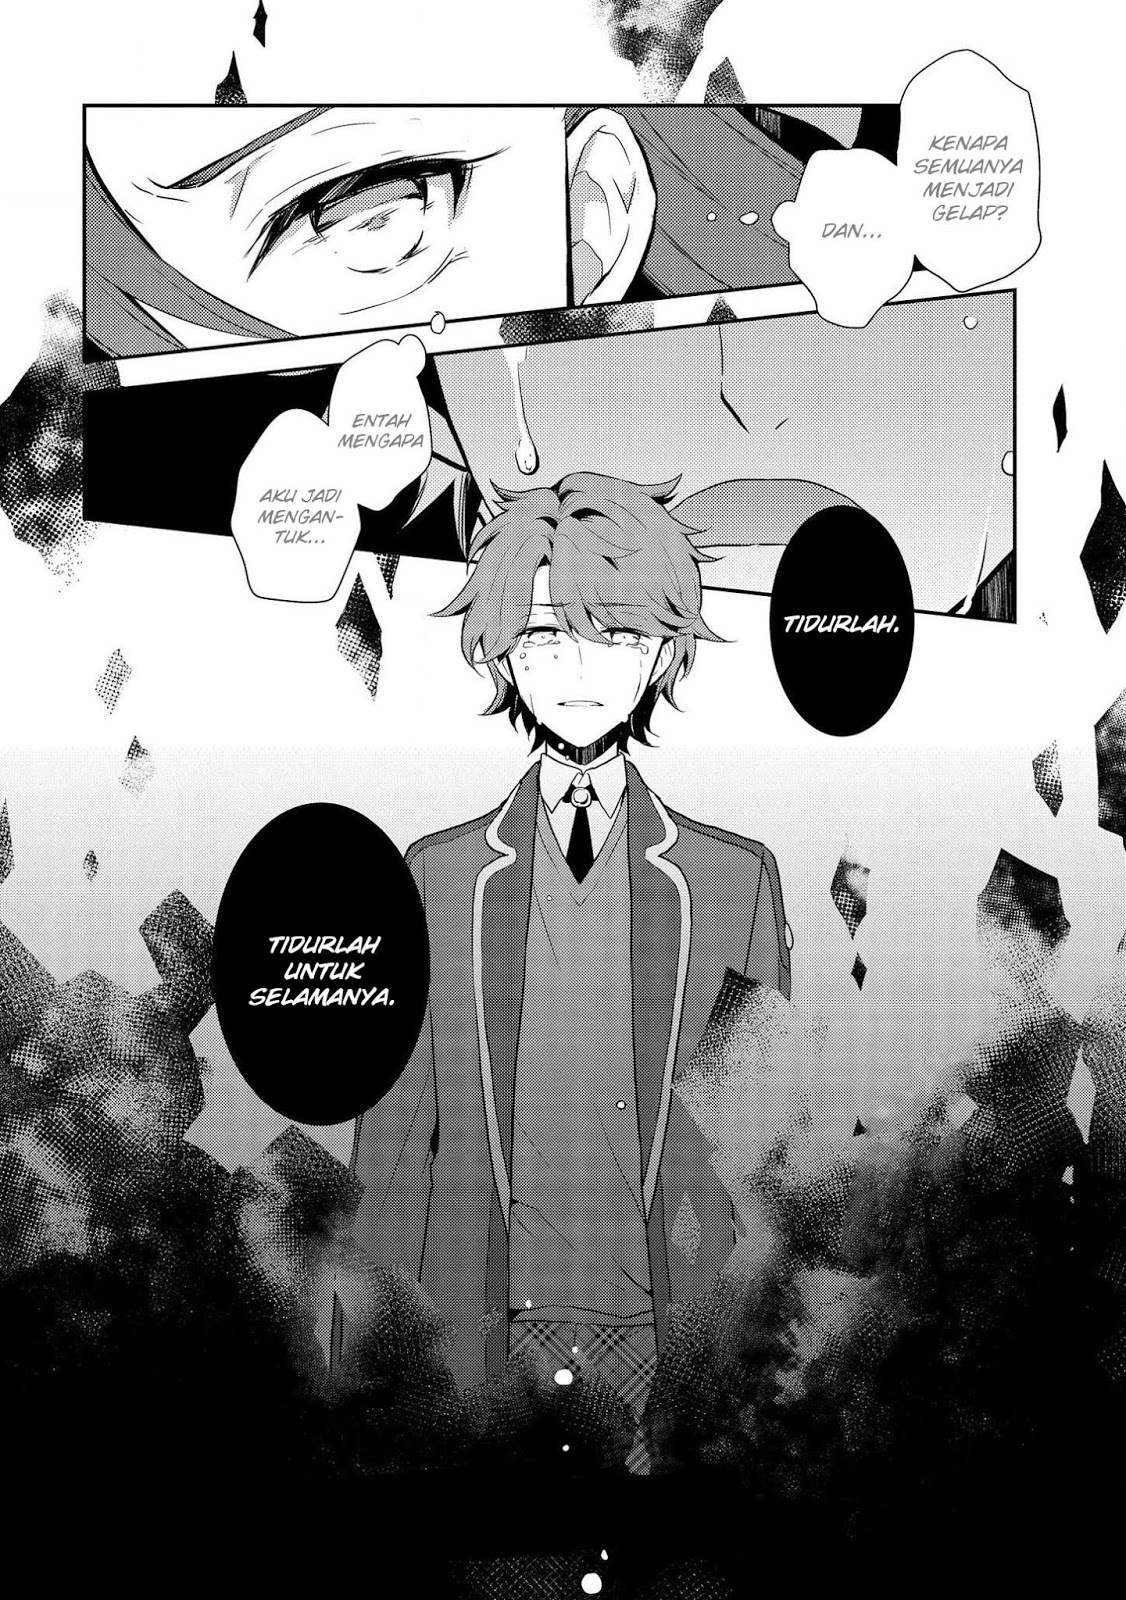 KENAPA
SEMUANYA
MENJADI
GELAP?
DAN...
ENTAH
MENGAPA
AKU JADI
MENGAN-
TUK...
TIDURLAH.
TIDURLAH
UNTUK
SELAMANYA.